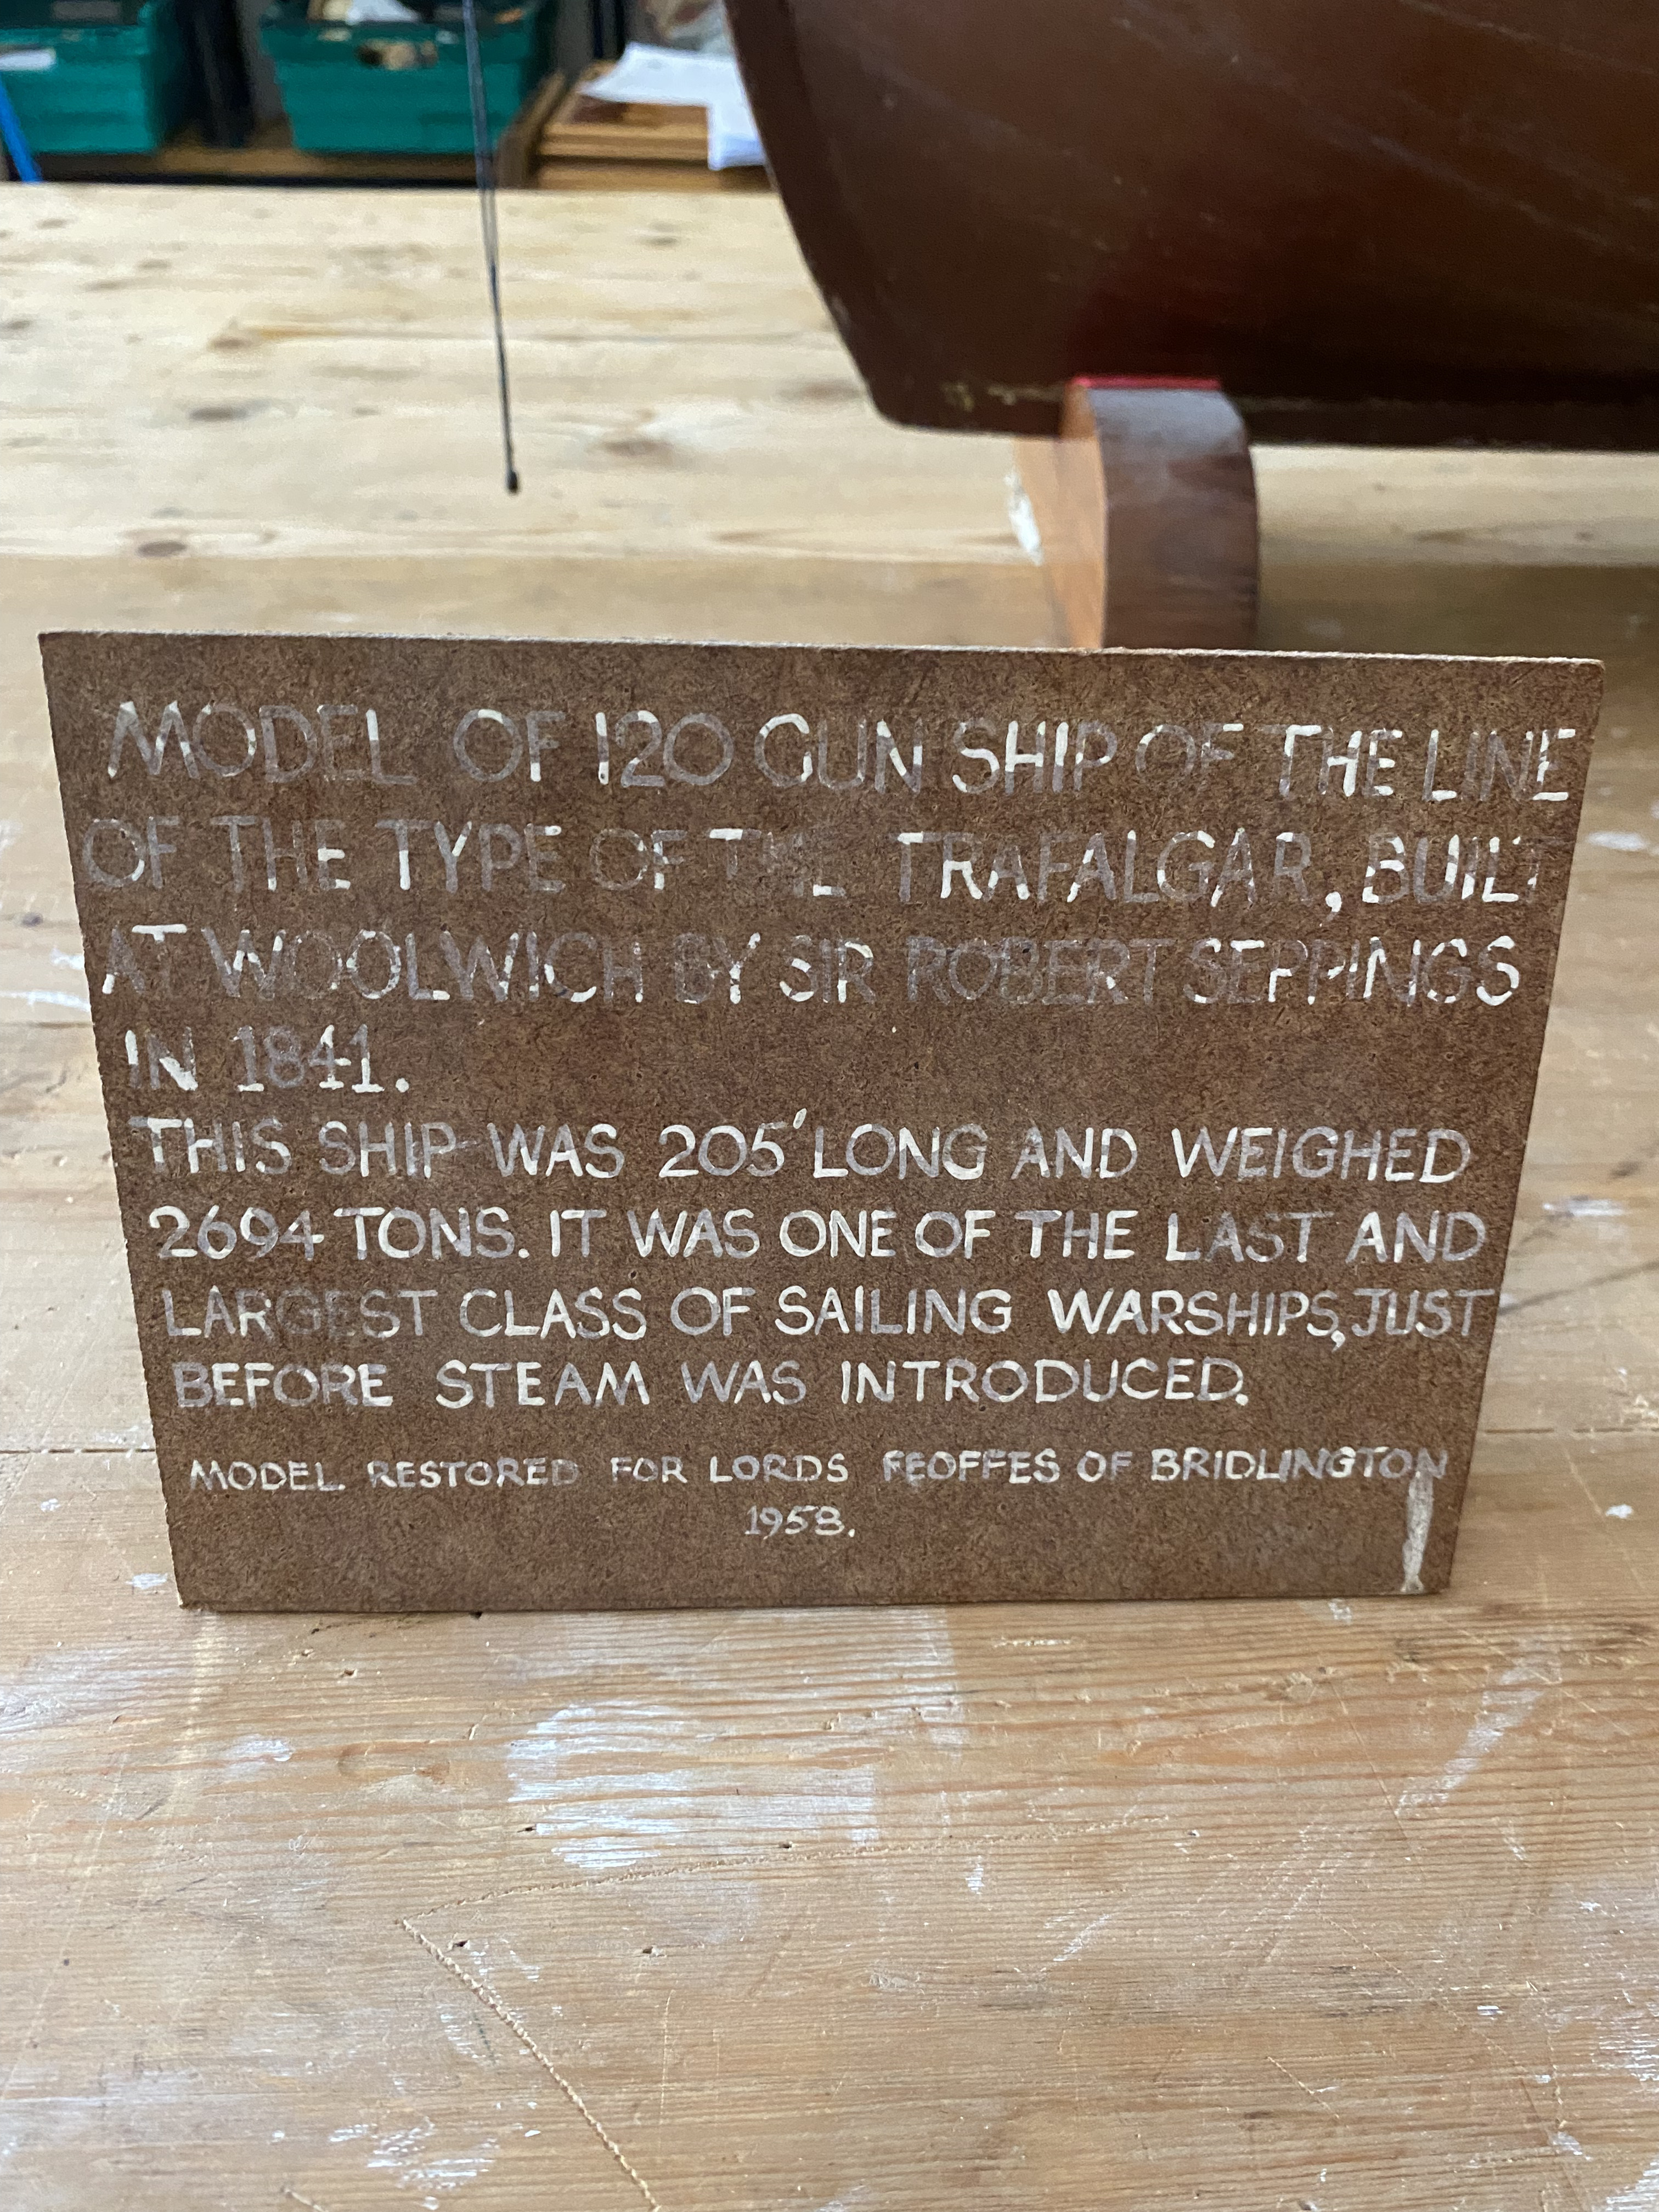 MODEL OF 120 GUN SHIP OF THE LINE
OF THE TYPE OF THE TRAFALGAR, BUILT
AT WOOLWICH BY SIR ROBERT SEPPINGS
IN 1841.
THIS SHIP WAS 205' LONG AND WEIGHED
2694 TONS. IT WAS ONE OF THE LAST AND
LARGEST CLASS OF SAILING WARSHIPS, JUST
BEFORE STEAM WAS INTRODUCED.
MODEL RESTORED FOR LORDS FEOFFES OF BRIDLINGTON
1958.